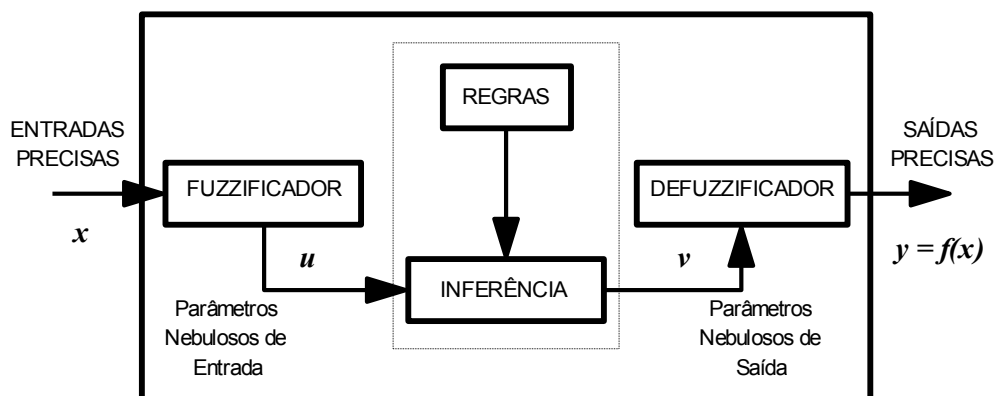 REGRAS
ENTRADAS
PRECISAS
x
FUZZIFICADOR
u
Parâmetros
Nebulosos de
Entrada
INFERÊNCIA
v
Parâmetros
Nebulosos de
Saída
DEFUZZIFICADOR
SAÍDAS
PRECISAS
y = f(x)